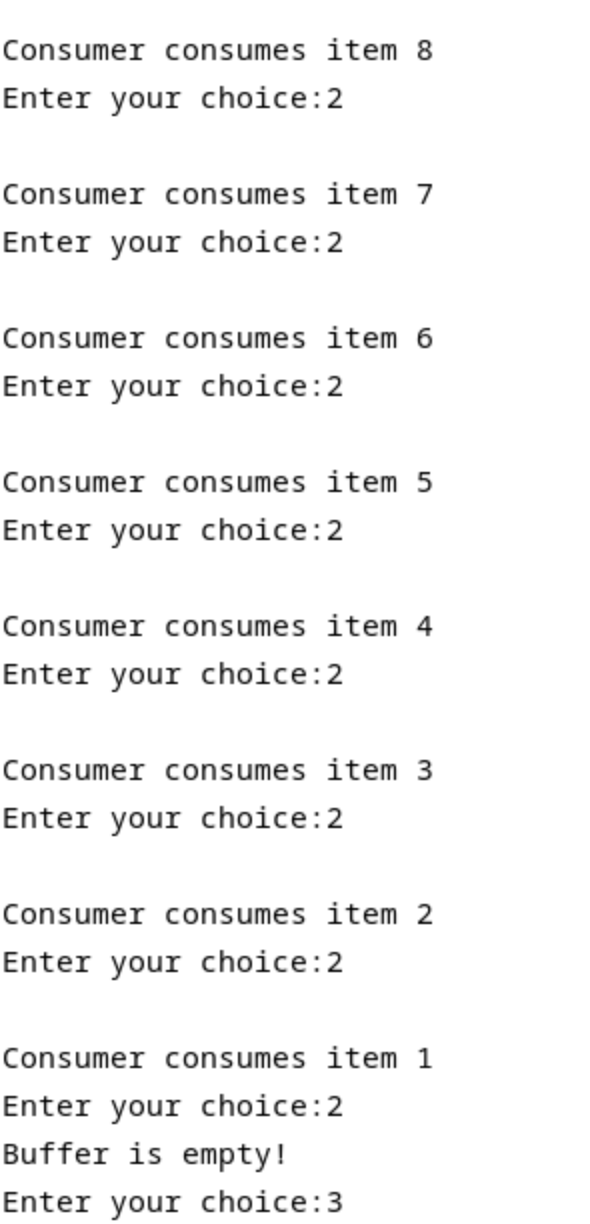 Consumer consumes item 8
Enter your choice:2
Consumer consumes item 7
Enter your choice:2
Consumer consumes item 6
Enter your choice:2
Consumer consumes item 5
Enter your choice:2
Consumer consumes item 4
Enter your choice:2
Consumer consumes item 3
Enter your choice:2
Consumer consumes item 2
Enter your choice:2
Consumer consumes item 1
Enter your choice:2
Buffer is empty!
Enter your choice:3